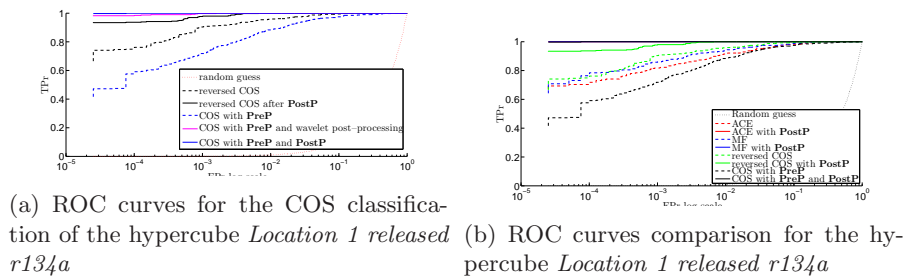 1
0.8
0.6
0.4
0.2
0
TPr
random guess
reversed COS
reversed COS after PostP
COS with PreP
COS with PreP and wavelet post-processing
COS with PreP and PostP
10^-5 10^-4 10^-3 10^-2 10^-1 10^0
FPr log scale
(a) ROC curves for the COS classifica-
tion of the hypercube Location 1 released
r134a
1
0.8
0.6
0.4
0.2
0
TPr
Random guess
ACE
ACE with PostP
MF
MF with PostP
reversed COS
reversed COS with PostP
COS with PreP
COS with PreP and PostP
10^-5 10^-4 10^-3 10^-2 10^-1 10^0
FPr log scale
(b) ROC curves comparison for the hy-
percube Location 1 released r134a